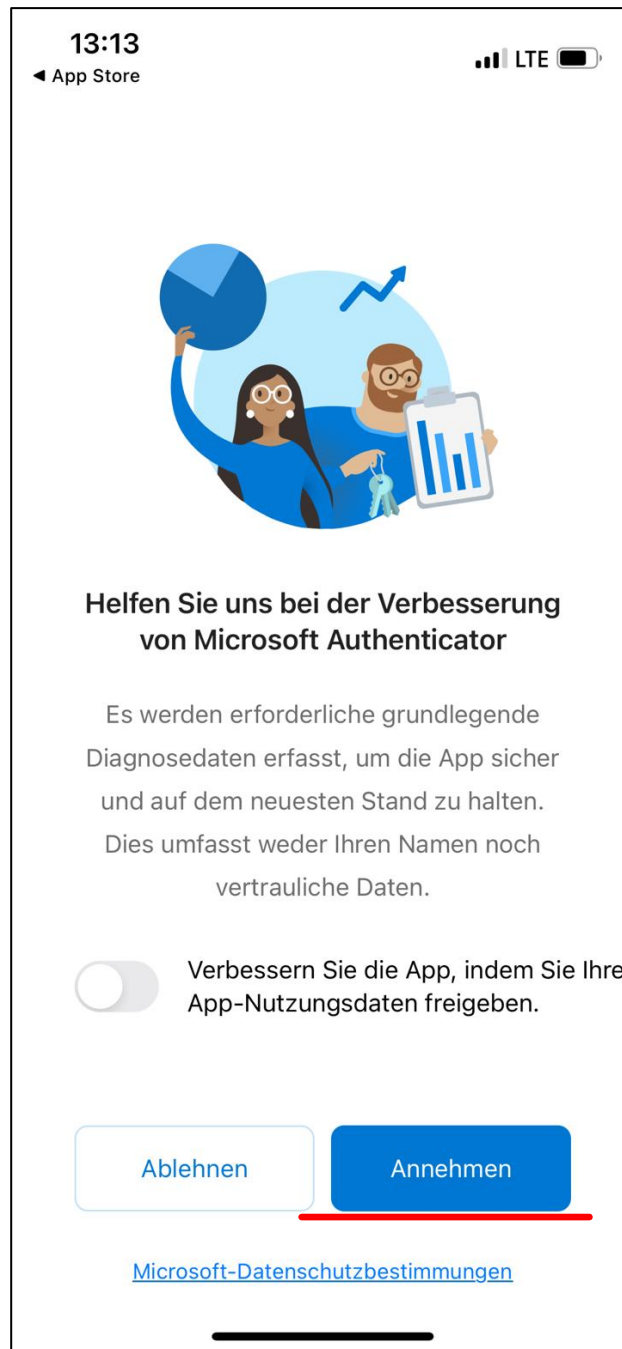 13:13
◀ App Store
LTE
Helfen Sie uns bei der Verbesserung
von Microsoft Authenticator
Es werden erforderliche grundlegende
Diagnosedaten erfasst, um die App sicher
und auf dem neuesten Stand zu halten.
Dies umfasst weder Ihren Namen noch
vertrauliche Daten.
Verbessern Sie die App, indem Sie Ihre
App-Nutzungsdaten freigeben.
Ablehnen
Annehmen
Microsoft-Datenschutzbestimmungen